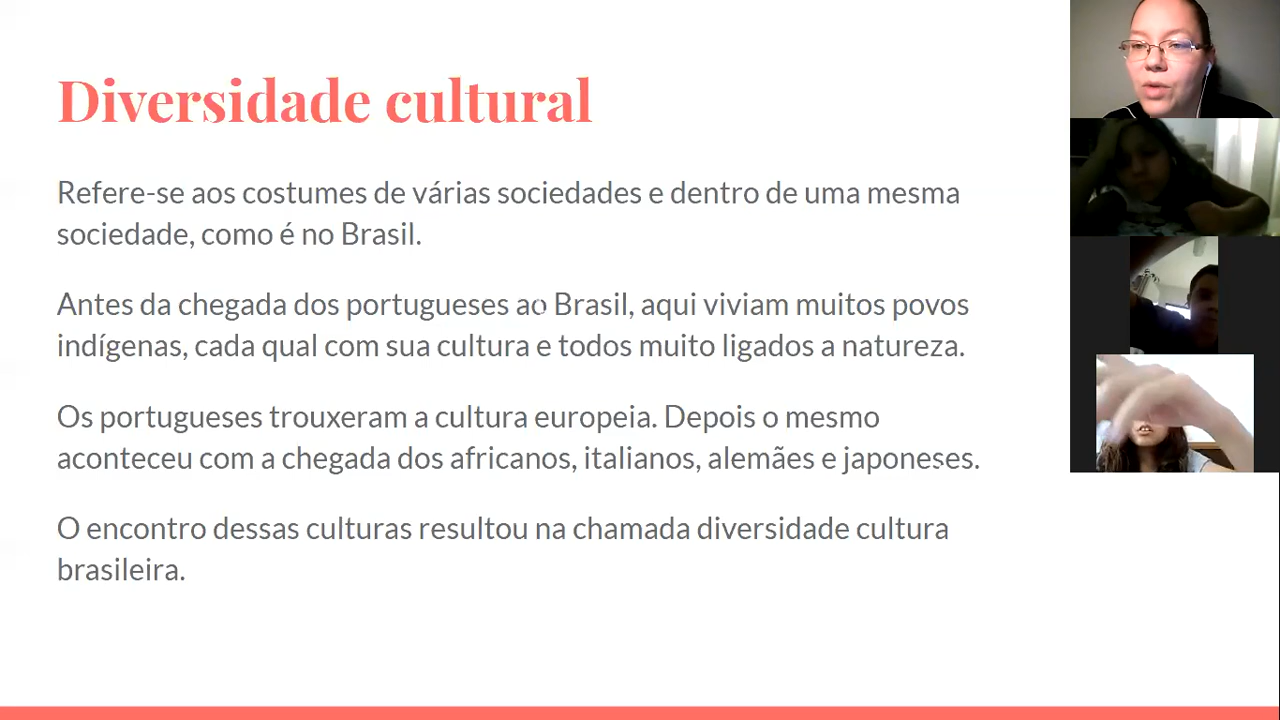 Diversidade cultural
Refere-se aos costumes de várias sociedades e dentro de uma mesma
sociedade, como é no Brasil.
Antes da chegada dos portugueses ao Brasil, aqui viviam muitos povos
indígenas, cada qual com sua cultura e todos muito ligados a natureza.
Os portugueses trouxeram a cultura europeia. Depois o mesmo
aconteceu com a chegada dos africanos, italianos, alemães e japoneses.
O encontro dessas culturas resultou na chamada diversidade cultura
brasileira.